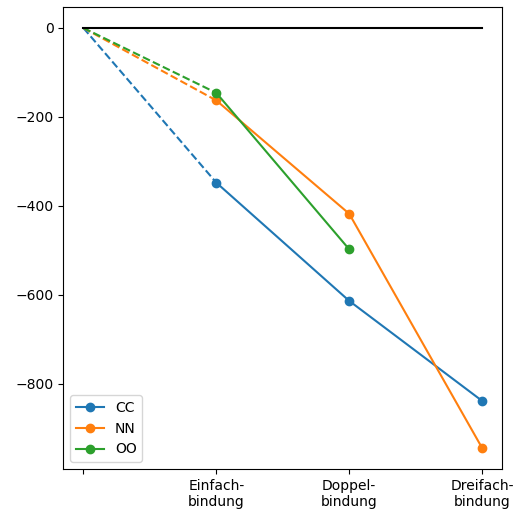 0
−200
−400
−600
−800
CC
NN
OO
Einfach-
bindung
Doppel-
bindung
Dreifach-
bindung